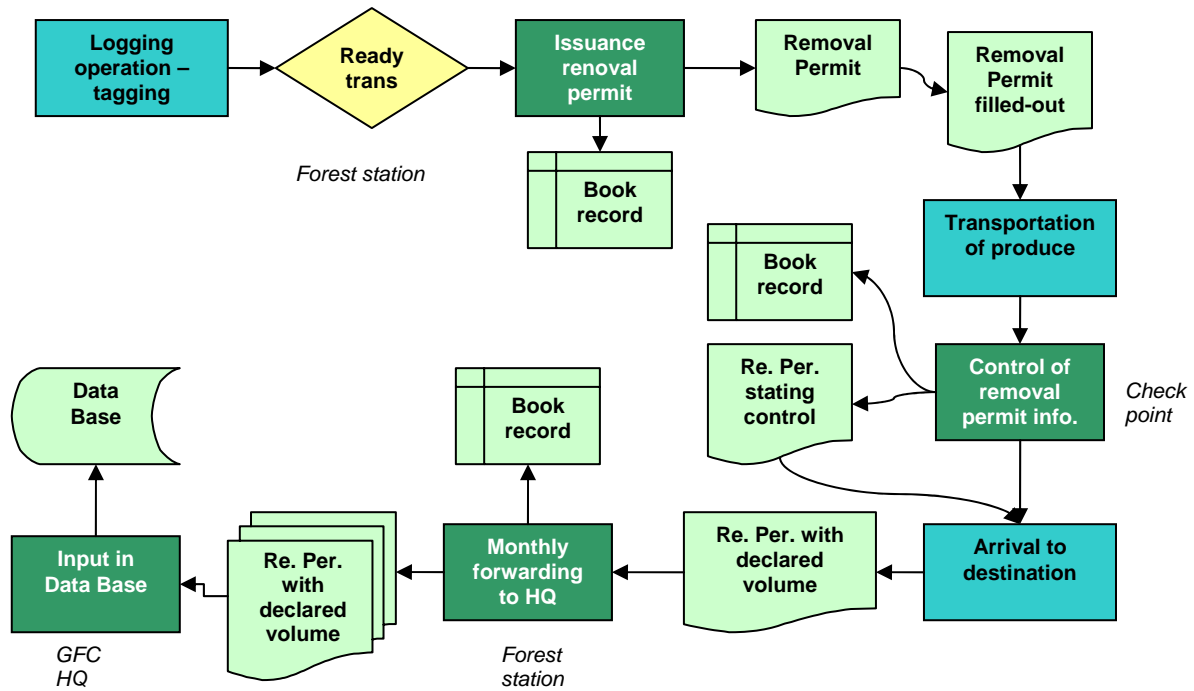 Logging
operation –
tagging
Ready
trans
Issuance
renoval
permit
Removal
Permit
Removal
Permit
filled-out
Forest station
Book
record
Transportation
of produce
Book
record
Re. Per.
stating
control
Control of
removal
permit info.
Check
point
Data
Base
Book
record
Input in
Data Base
Re. Per.
with
declared
volume
Monthly
forwarding
to HQ
Re. Per. with
declared
volume
Arrival to
destination
GFC
HQ
Forest
station